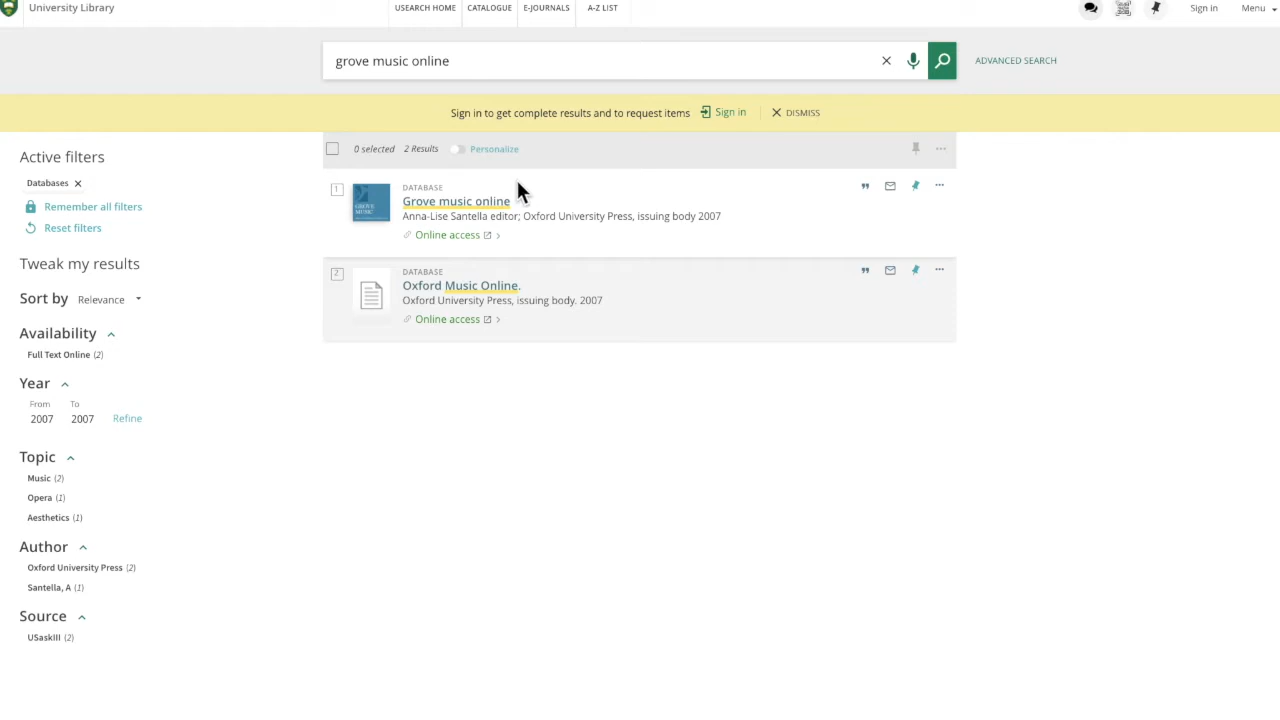 University Library
USEARCH HOME
CATALOGUE
E-JOURNALS
A-Z LIST
Sign in
Menu
grove music online
ADVANCED SEARCH
Sign in to get complete results and to request items
Sign in
DISMISS
Active filters
Databases
Remember all filters
Reset filters
Tweak my results
Sort by Relevance
Availability
Full Text Online (2)
Year
From To
2007 2007 Refine
Topic
Music (2)
Opera (1)
Aesthetics (1)
Author
Oxford University Press (2)
Santella, A (1)
Source
USaskIII (2)
0 selected 2 Results Personalize
1
GROVE
MUSIC
DATABASE
Grove music online
Anna-Lise Santella editor; Oxford University Press, issuing body 2007
Online access
2
DATABASE
Oxford Music Online.
Oxford University Press, issuing body. 2007
Online access